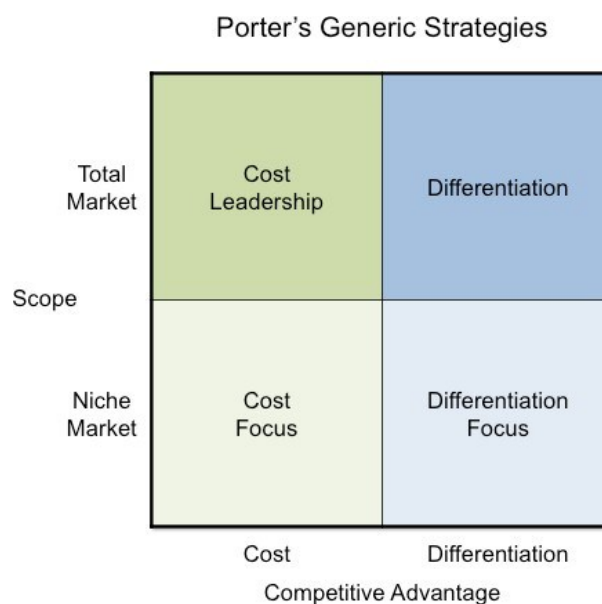 Porter's Generic Strategies
Total
Market
Cost
Leadership
Differentiation
Scope
Niche
Market
Cost
Focus
Differentiation
Focus
Cost
Differentiation
Competitive Advantage